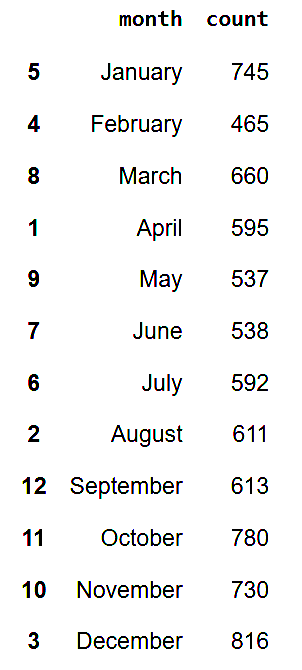 month count
5 January 745
4 February 465
8 March 660
1 April 595
9 May 537
7 June 538
6 July 592
2 August 611
12 September 613
11 October 780
10 November 730
3 December 816